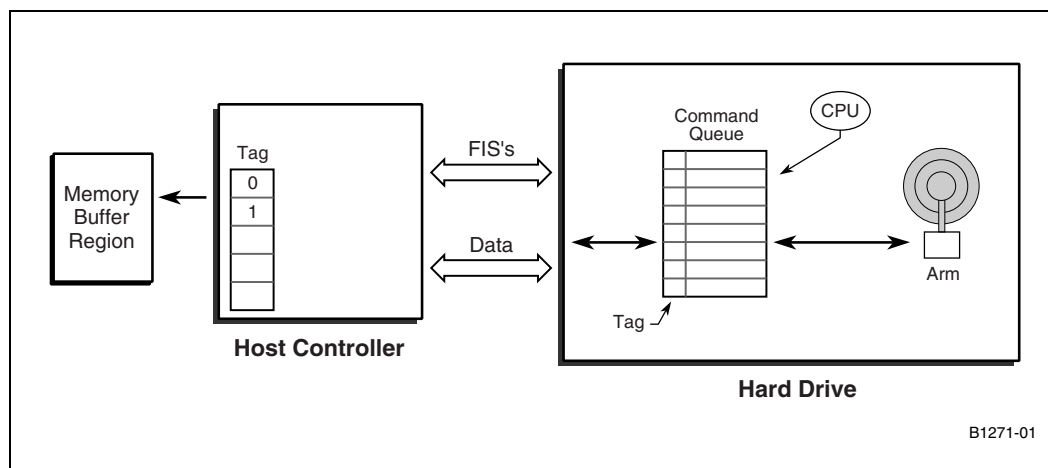 Memory
Buffer
Region
Tag
0
1
Host Controller
FIS's
Data
Command
Queue
CPU
Tag
Arm
Hard Drive
B1271-01